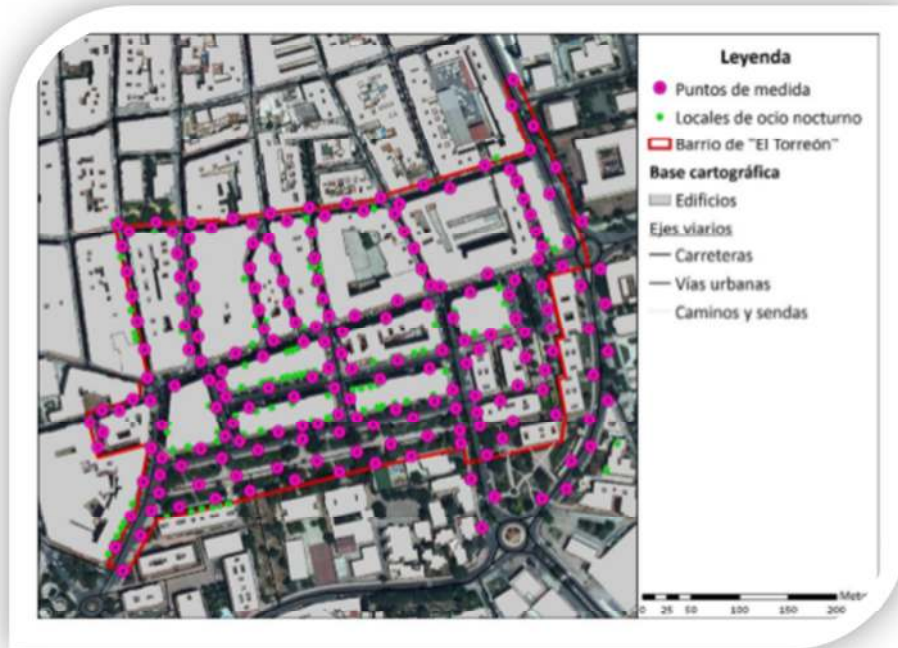 Leyenda
Puntos de medida
Locales de ocio nocturno
Barrio de "El Torreón"
Base cartográfica
Edificios
Ejes viarios
Carreteras
Vías urbanas
Caminos y sendas
0 25 50 100 150 200